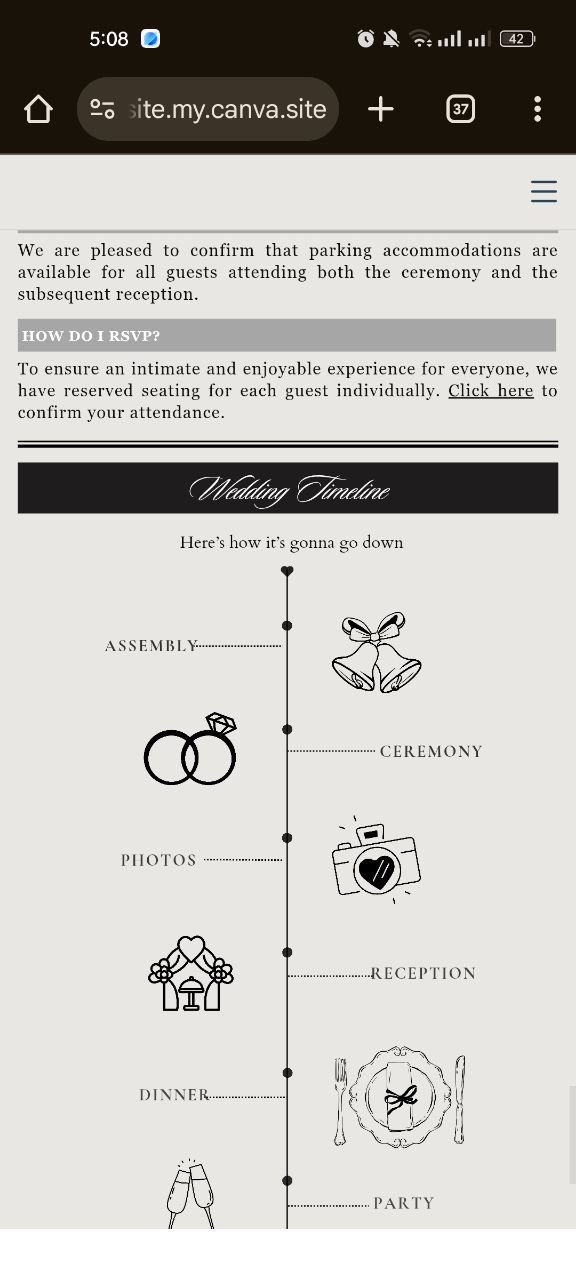 5:08
42
site.my.canva.site
37
We are pleased to confirm that parking accommodations are
available for all guests attending both the ceremony and the
subsequent reception.
HOW DO I RSVP?
To ensure an intimate and enjoyable experience for everyone, we
have reserved seating for each guest individually. Click here to
confirm your attendance.
Wedding Timeline
Here's how it's gonna go down
ASSEMBLY
CEREMONY
PHOTOS
RECEPTION
DINNER
PARTY